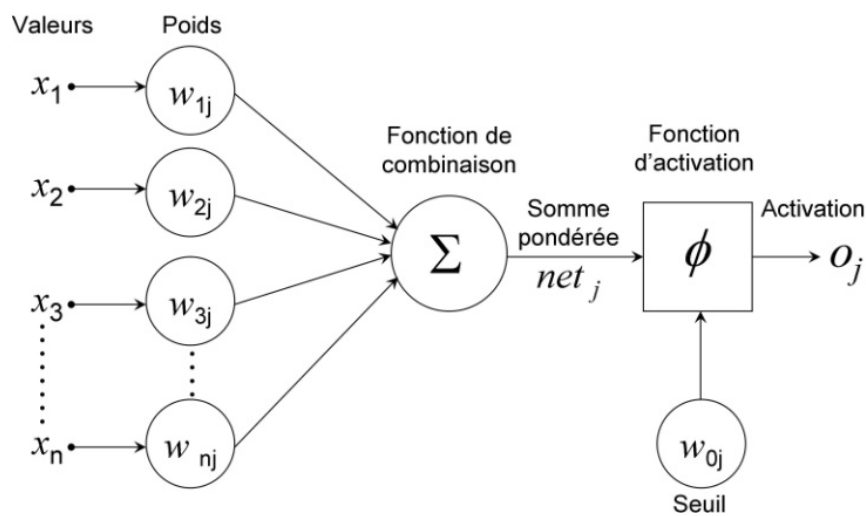 Valeurs
Poids
x1
w1j
x2
w2j
x3
w3j
xn
w nj
Fonction de
combinaison
Σ
Somme
pondérée
net j
Fonction
d'activation
ϕ
Activation
oj
w0j
Seuil